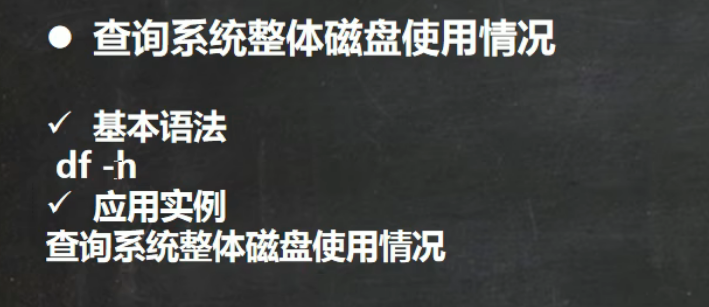 ● 查询系统整体磁盘使用情况
✓ 基本语法
df -h
✓ 应用实例
查询系统整体磁盘使用情况